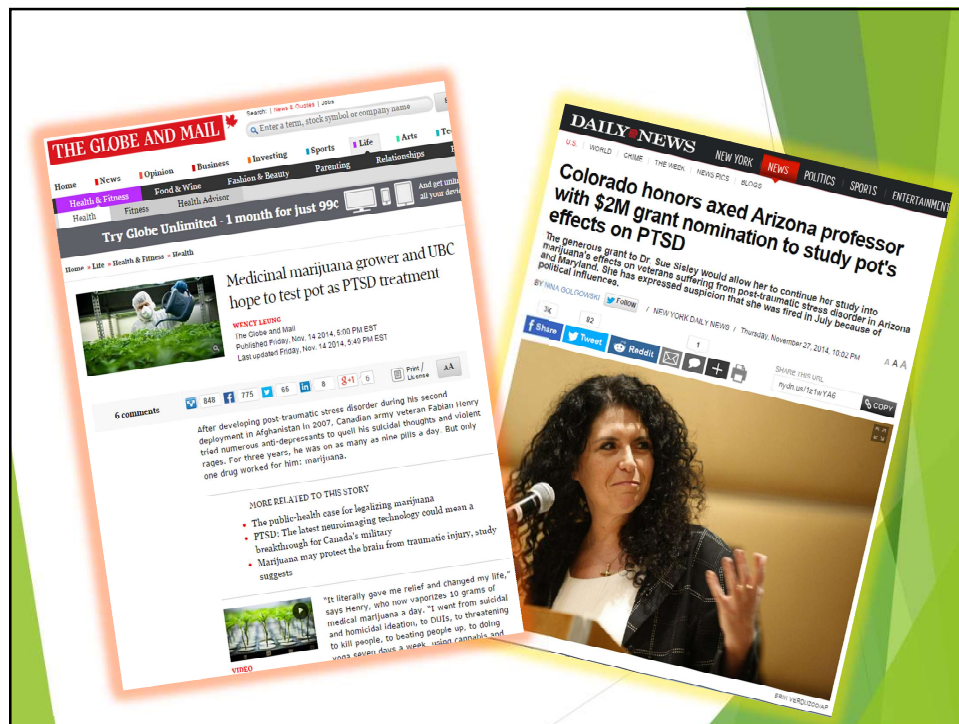 Search: | News & Quotes | Jobs
THE GLOBE AND MAIL
Enter a term, stock symbol or company name
Home News Opinion Business Investing Sports Life Arts
Health & Fitness Food & Wine Fashion & Beauty Parenting Relationships
Health Fitness Health Advisor
Try Globe Unlimited - 1 month for just 99¢
And get unlim
all your devi
Home » Life » Health & Fitness » Health
Medicinal marijuana grower and UBC
hope to test pot as PTSD treatment
WENCY LEUNG
The Globe and Mail
Published Friday, Nov. 14 2014, 5:00 PM EST
Last updated Friday, Nov. 14 2014, 5:49 PM EST
6 comments 848 775 65 8 g+1 6 Print / License AA
After developing post-traumatic stress disorder during his second
deployment in Afghanistan in 2007, Canadian army veteran Fabian Henry
tried numerous anti-depressants to quell his suicidal thoughts and violent
rages. For three years, he was on as many as nine pills a day. But only
one drug worked for him: marijuana.
MORE RELATED TO THIS STORY
• The public-health case for legalizing marijuana
• PTSD: The latest neuroimaging technology could mean a
breakthrough for Canada's military
• Marijuana may protect the brain from traumatic injury, study
suggests
"It literally gave me relief and changed my life,"
says Henry, who now vaporizes 10 grams of
medical marijuana a day. "I went from suicidal
and homicidal ideation, to DUIs, to threatening
to kill people, to beating people up, to doing
yoga seven days a week, using cannabis and
VIDEO
DAILY NEWS NEW YORK NEWS POLITICS SPORTS ENTERTAINMENT
U.S. WORLD CRIME THE WEEK NEWS PICS BLOGS
Colorado honors axed Arizona professor
with $2M grant nomination to study pot's
effects on PTSD
The generous grant to Dr. Sue Sisley would allow her to continue her study into
marijuana's effects on veterans suffering from post-traumatic stress disorder in Arizona
and Maryland. She has expressed suspicion that she was fired in July because of
political influences.
BY NINA GOLGOWSKI Follow / NEW YORK DAILY NEWS / Thursday, November 27, 2014, 10:02 PM A A A
3K 82 1
Share Tweet Reddit
SHARE THIS URL
nydn.us/1z1wYA6 COPY
ERIK VERDUZCO/AP